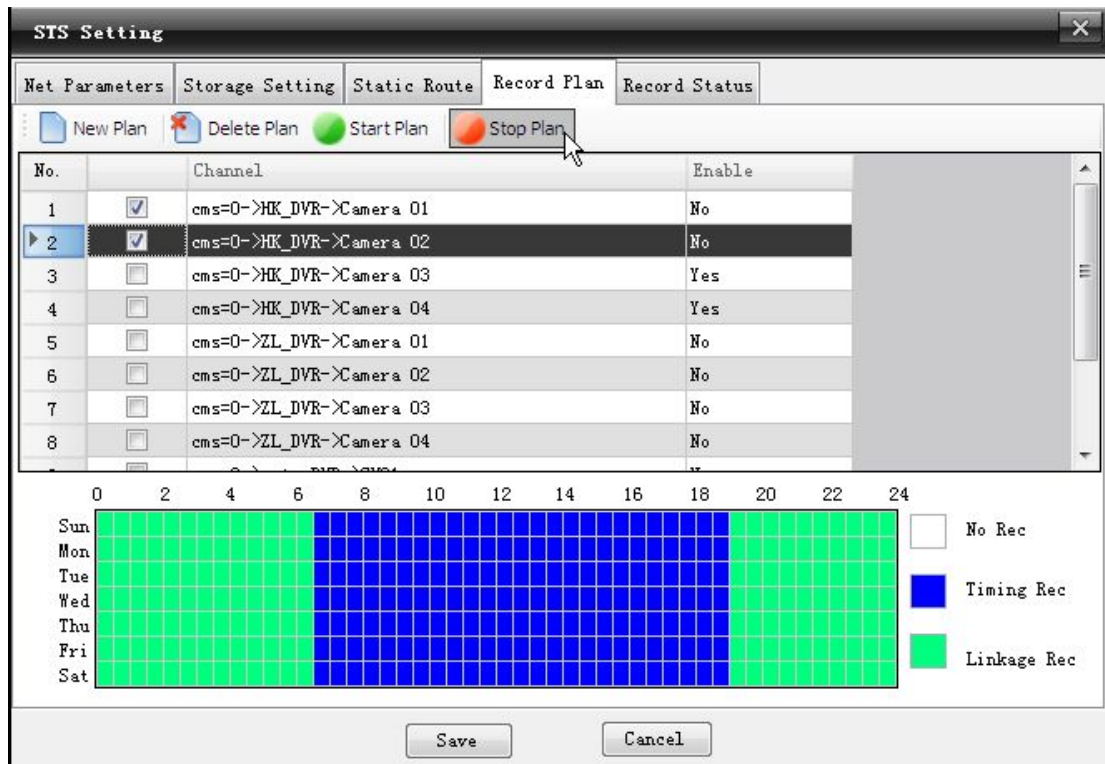 STS Setting
Net Parameters Storage Setting Static Route Record Plan Record Status
New Plan Delete Plan Start Plan Stop Plan
No. Channel Enable
1 cms=0->HK_DVR->Camera 01 No
2 cms=0->HK_DVR->Camera 02 No
3 cms=0->HK_DVR->Camera 03 Yes
4 cms=0->HK_DVR->Camera 04 Yes
5 cms=0->ZL_DVR->Camera 01 No
6 cms=0->ZL_DVR->Camera 02 No
7 cms=0->ZL_DVR->Camera 03 No
8 cms=0->ZL_DVR->Camera 04 No
0 2 4 6 8 10 12 14 16 18 20 22 24
Sun No Rec
Mon
Tue
Wed Timing Rec
Thu
Fri Linkage Rec
Sat
Save Cancel